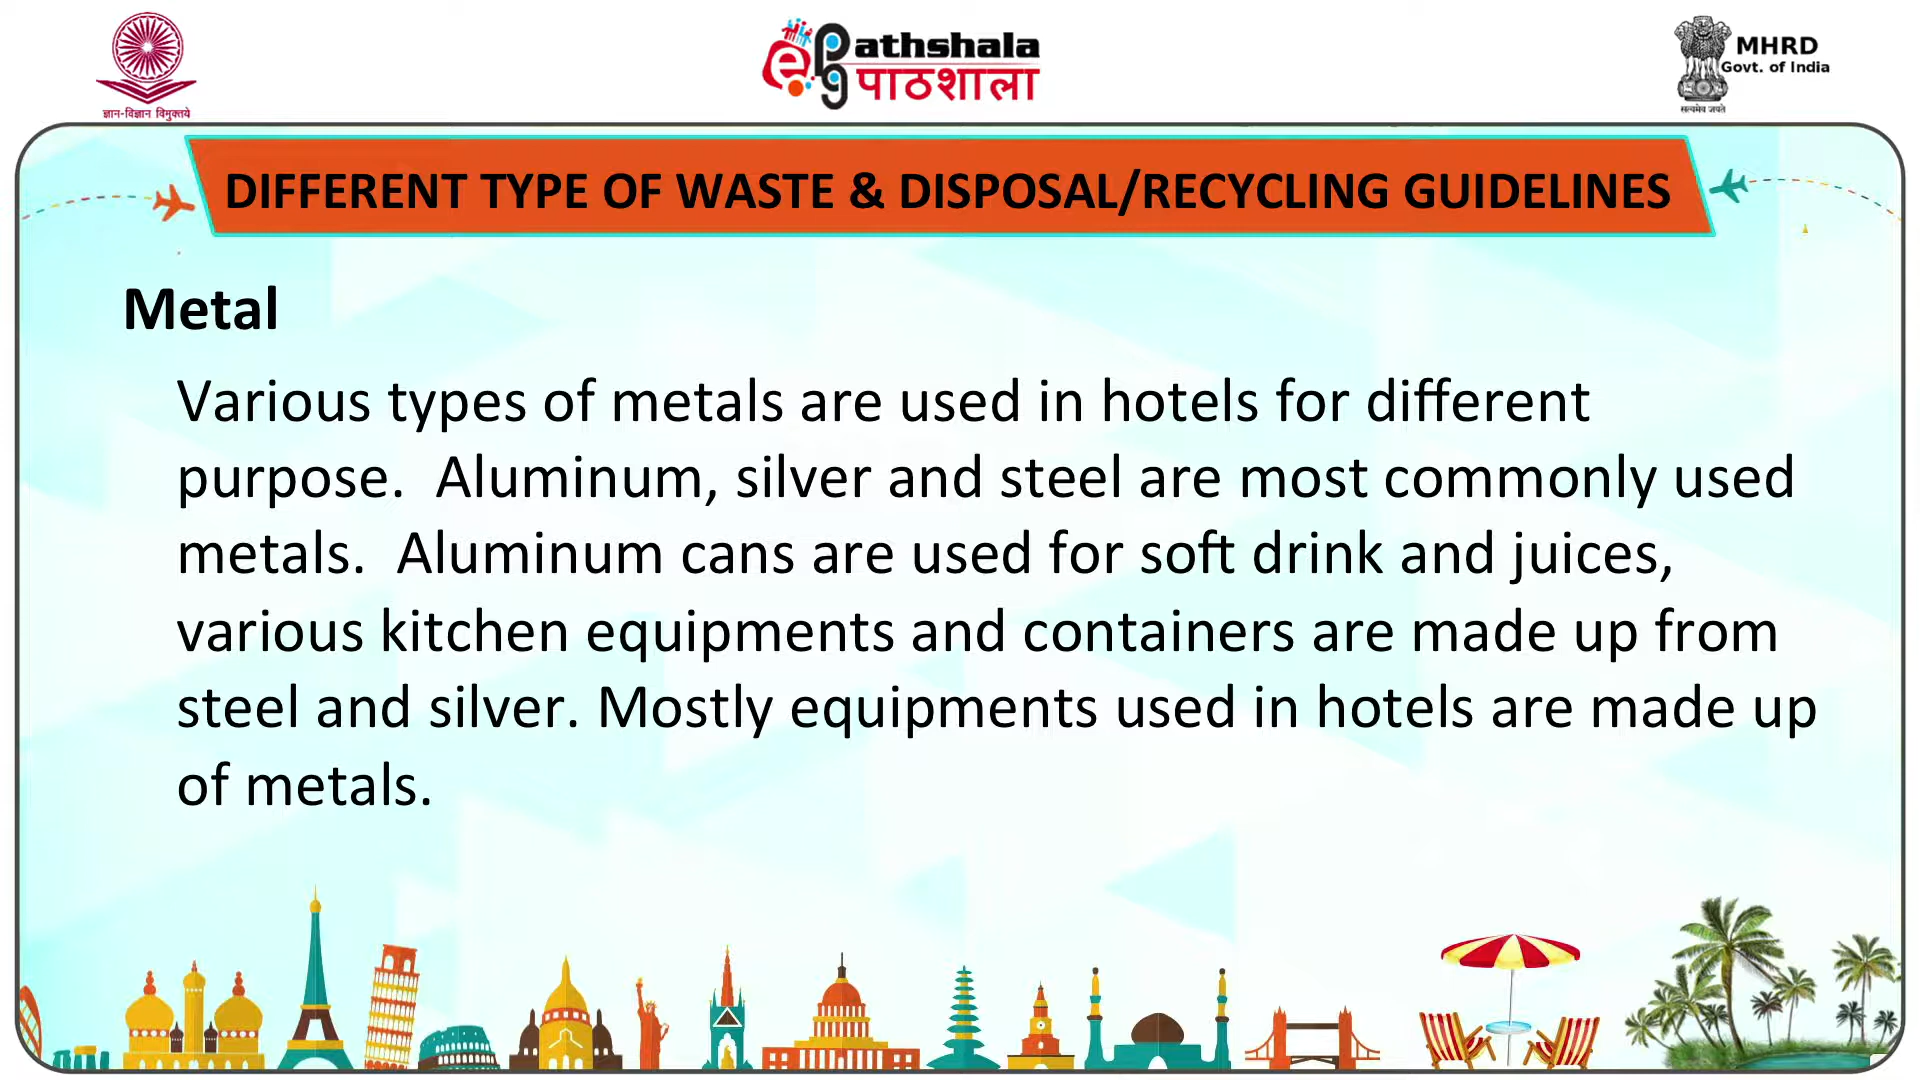 ज्ञान-विज्ञान विमुक्तये
ePG Pathshala
पाठशाला
MHRD
Govt. of India
सत्यमेव जयते
DIFFERENT TYPE OF WASTE & DISPOSAL/RECYCLING GUIDELINES
Metal
Various types of metals are used in hotels for different
purpose.  Aluminum, silver and steel are most commonly used
metals.  Aluminum cans are used for soft drink and juices,
various kitchen equipments and containers are made up from
steel and silver. Mostly equipments used in hotels are made up
of metals.